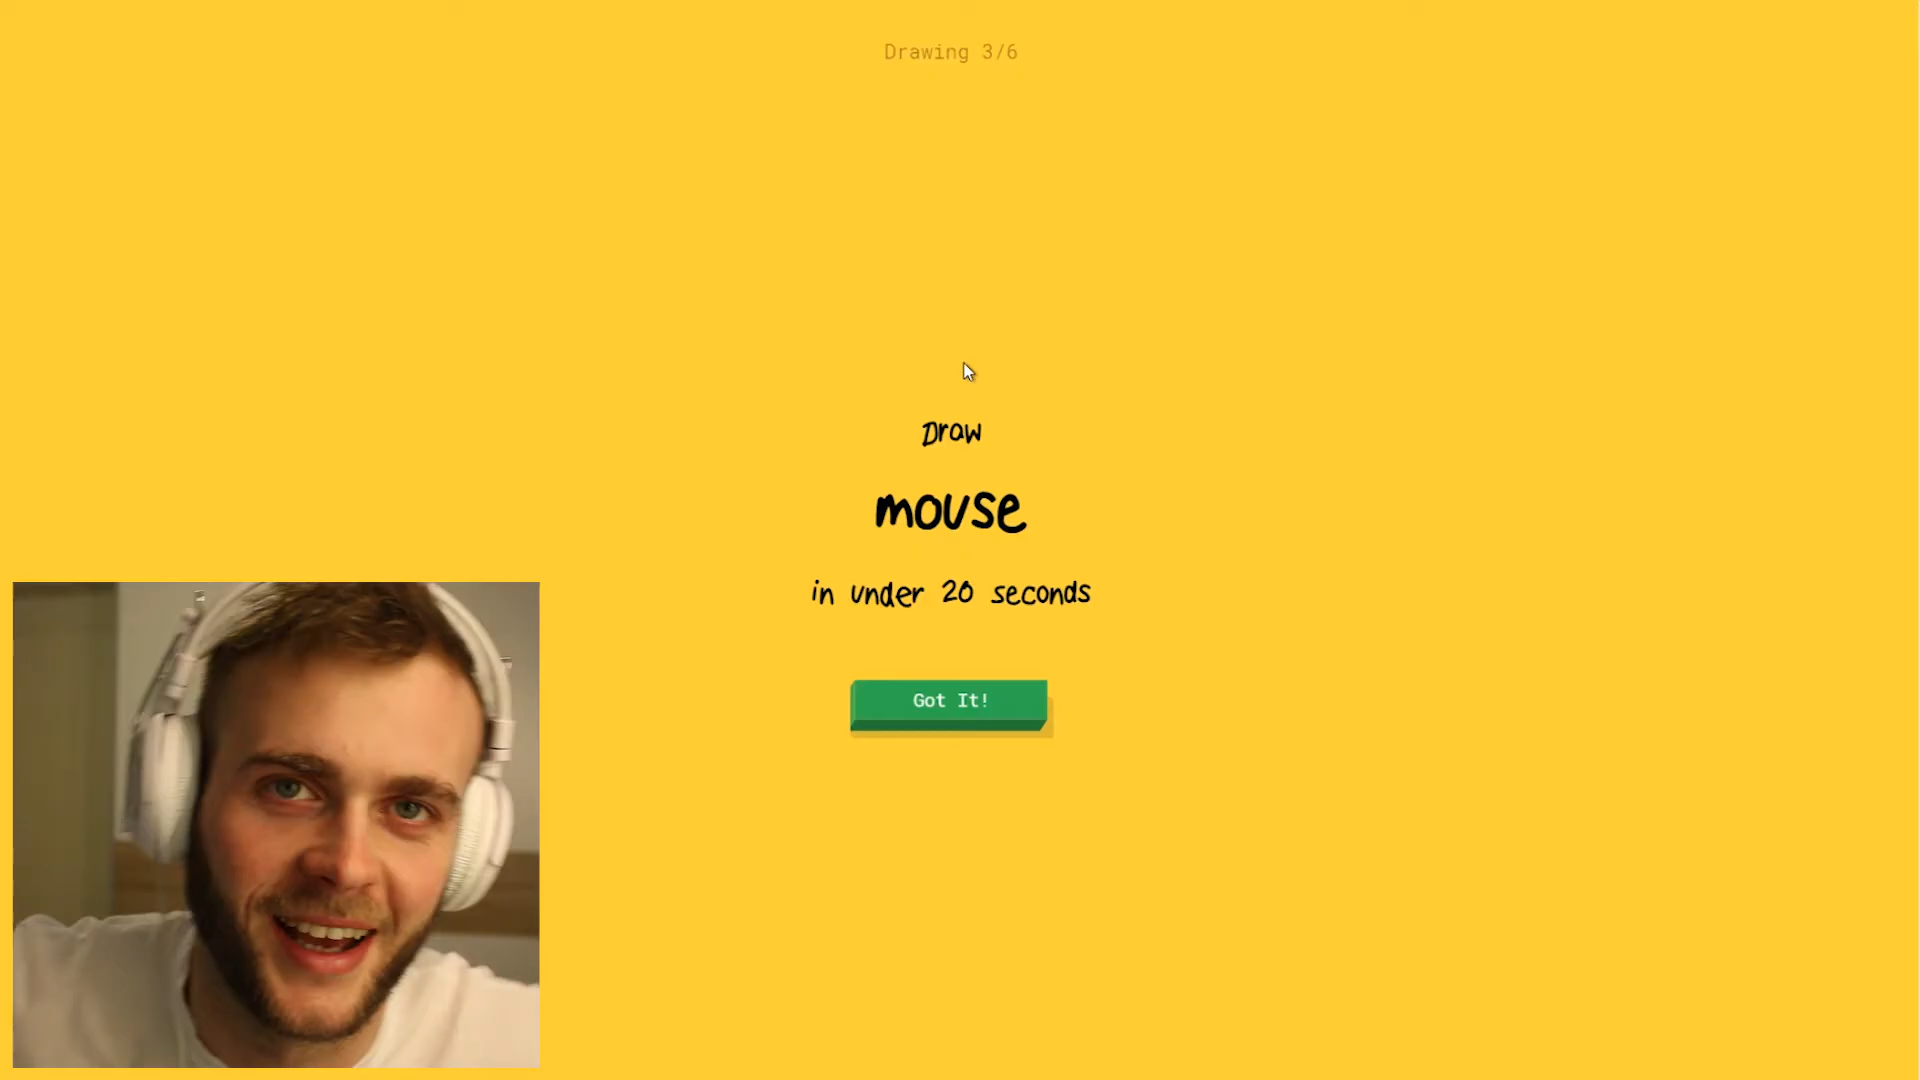 Drawing 3/6
Draw
mouse
in under 20 seconds
Got It!